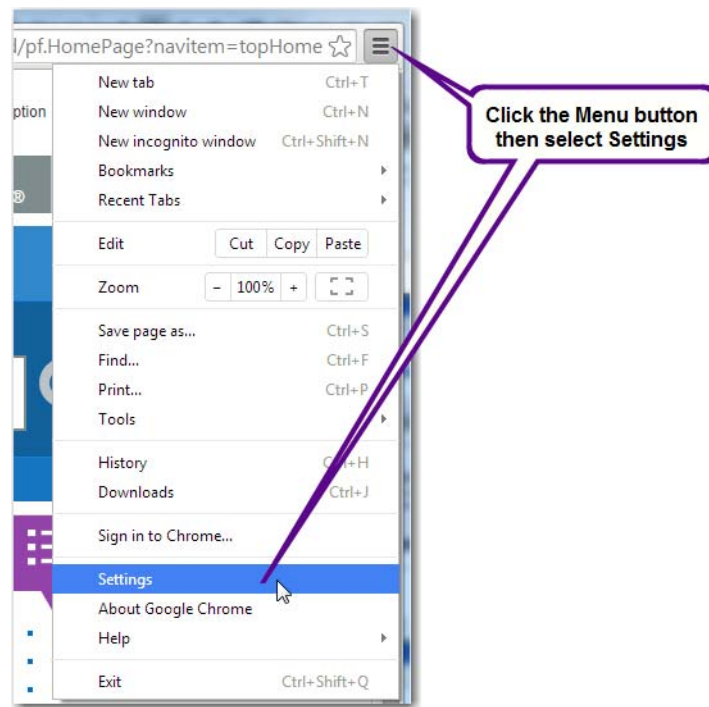 d/pf.HomePage?navitem=topHome
New tab Ctrl+T
ption
New window Ctrl+N
New incognito window Ctrl+Shift+N
Bookmarks
®
Recent Tabs
Edit Cut Copy Paste
Zoom - 100% +
Save page as... Ctrl+S
Find... Ctrl+F
Print... Ctrl+P
Tools
History Ctrl+H
Downloads Ctrl+J
Sign in to Chrome...
Settings
About Google Chrome
Help
Exit Ctrl+Shift+Q
Click the Menu button
then select Settings